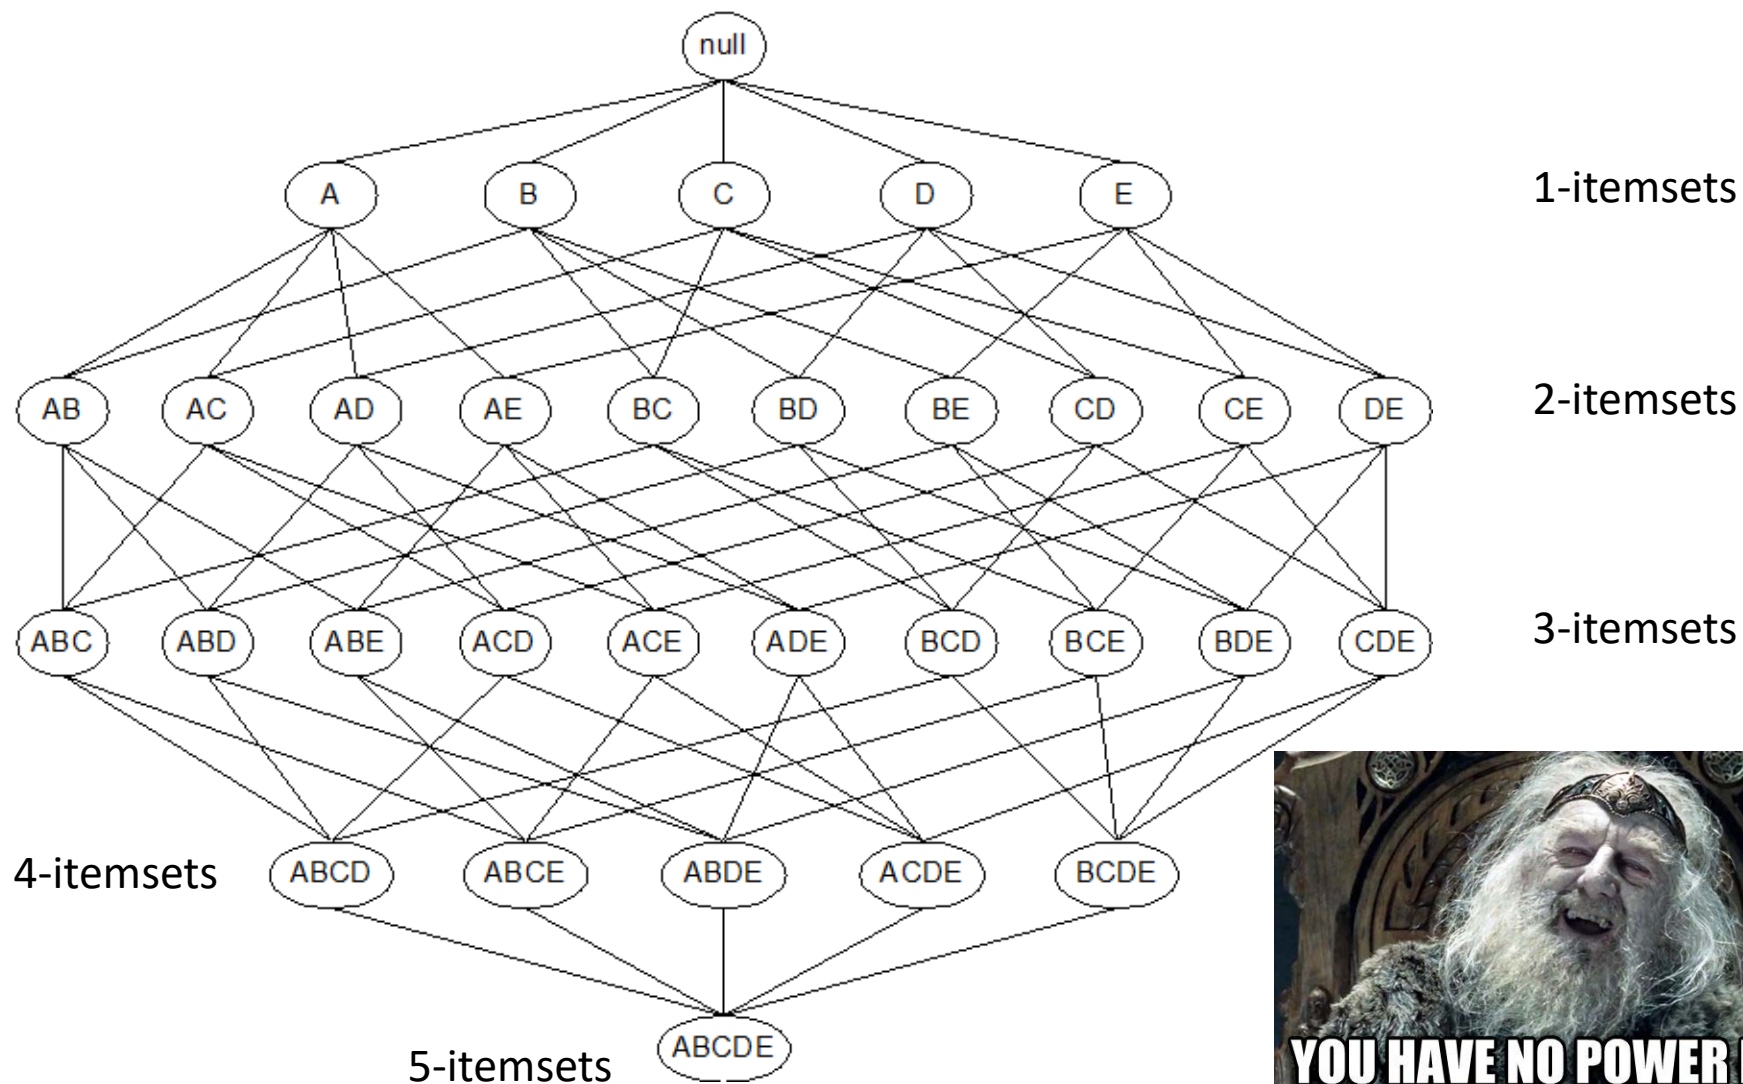 null
A B C D E 1-itemsets
AB AC AD AE BC BD BE CD CE DE 2-itemsets
ABC ABD ABE ACD ACE ADE BCD BCE BDE CDE 3-itemsets
4-itemsets ABCD ABCE ABDE ACDE BCDE
5-itemsets ABCDE
YOU HAVE NO POWER